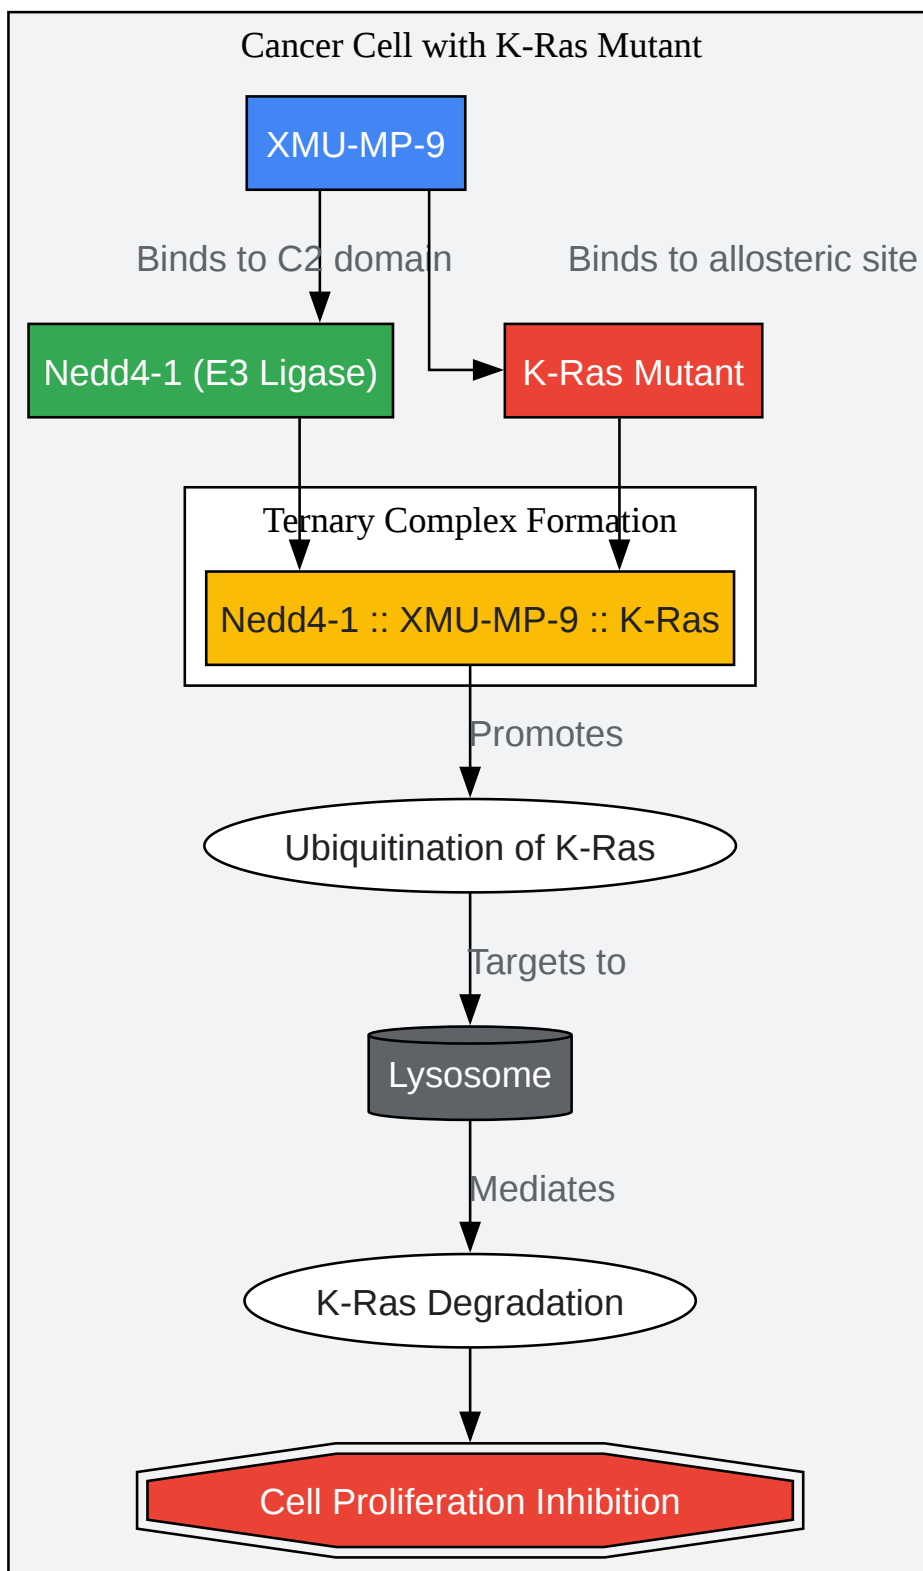 Cancer Cell with K-Ras Mutant
XMU-MP-9
Binds to C2 domain
Binds to allosteric site
Nedd4-1 (E3 Ligase)
K-Ras Mutant
Ternary Complex Formation
Nedd4-1 :: XMU-MP-9 :: K-Ras
Promotes
Ubiquitination of K-Ras
Targets to
Lysosome
Mediates
K-Ras Degradation
Cell Proliferation Inhibition